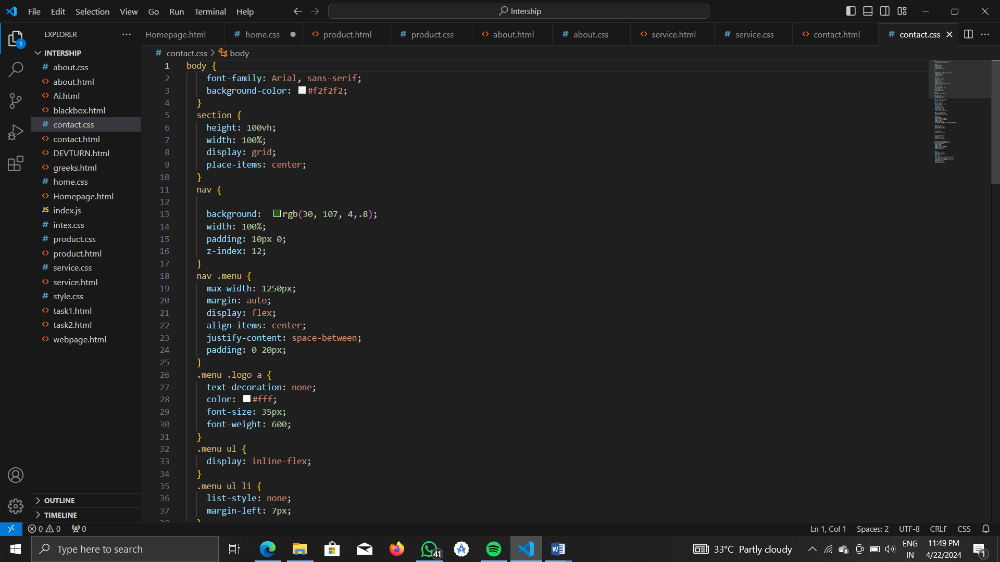 File Edit Selection View Go Run Terminal Help
Intership
EXPLORER
1
INTERSHIP
about.css
about.html
Ai.html
blackbox.html
contact.css
contact.html
DEVTURN.html
greeks.html
home.css
Homepage.html
JS index.js
intex.css
product.css
product.html
service.css
service.html
style.css
task1.html
task2.html
webpage.html
OUTLINE
TIMELINE
Homepage.html # home.css product.html # product.css about.html # about.css service.html # service.css contact.html # contact.css
# contact.css > body
1 body {
2 font-family: Arial, sans-serif;
3 background-color: #f2f2f2;
4 }
5 section {
6 height: 100vh;
7 width: 100%;
8 display: grid;
9 place-items: center;
10 }
11 nav {
12
13 background: rgb(30, 107, 4,.8);
14 width: 100%;
15 padding: 10px 0;
16 z-index: 12;
17 }
18 nav .menu {
19 max-width: 1250px;
20 margin: auto;
21 display: flex;
22 align-items: center;
23 justify-content: space-between;
24 padding: 0 20px;
25 }
26 .menu .logo a {
27 text-decoration: none;
28 color: #fff;
29 font-size: 35px;
30 font-weight: 600;
31 }
32 .menu ul {
33 display: inline-flex;
34 }
35 .menu ul li {
36 list-style: none;
37 margin-left: 7px;
38 }
0 0 0 Ln 1, Col 1 Spaces: 2 UTF-8 CRLF CSS
Type here to search 41 33°C Partly cloudy ENG IN 11:49 PM 4/22/2024 1